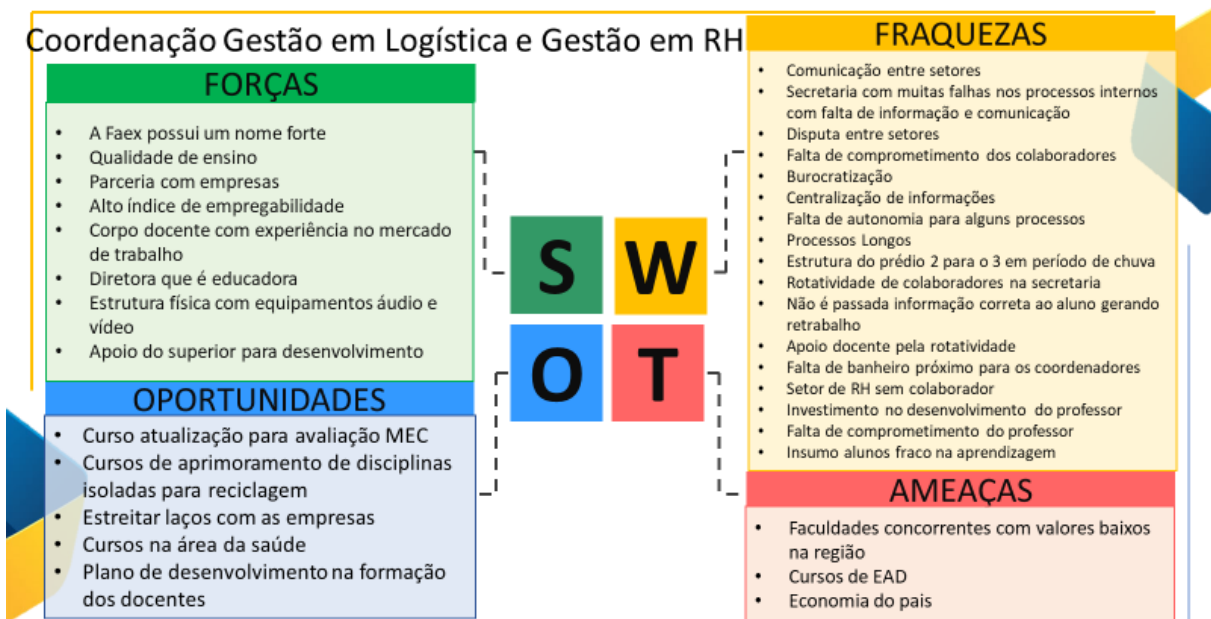 Coordenação Gestão em Logística e Gestão em RH
FORÇAS
• A Faex possui um nome forte
• Qualidade de ensino
• Parceria com empresas
• Alto índice de empregabilidade
• Corpo docente com experiência no mercado
de trabalho
• Diretora que é educadora
• Estrutura física com equipamentos áudio e
vídeo
• Apoio do superior para desenvolvimento
OPORTUNIDADES
• Curso atualização para avaliação MEC
• Cursos de aprimoramento de disciplinas
isoladas para reciclagem
• Estreitar laços com as empresas
• Cursos na área da saúde
• Plano de desenvolvimento na formação
dos docentes
S W
O T
FRAQUEZAS
• Comunicação entre setores
• Secretaria com muitas falhas nos processos internos
com falta de informação e comunicação
• Disputa entre setores
• Falta de comprometimento dos colaboradores
• Burocratização
• Centralização de informações
• Falta de autonomia para alguns processos
• Processos Longos
• Estrutura do prédio 2 para o 3 em período de chuva
• Rotatividade de colaboradores na secretaria
• Não é passada informação correta ao aluno gerando
retrabalho
• Apoio docente pela rotatividade
• Falta de banheiro próximo para os coordenadores
• Setor de RH sem colaborador
• Investimento no desenvolvimento do professor
• Falta de comprometimento do professor
• Insumo alunos fraco na aprendizagem
AMEAÇAS
• Faculdades concorrentes com valores baixos
na região
• Cursos de EAD
• Economia do pais